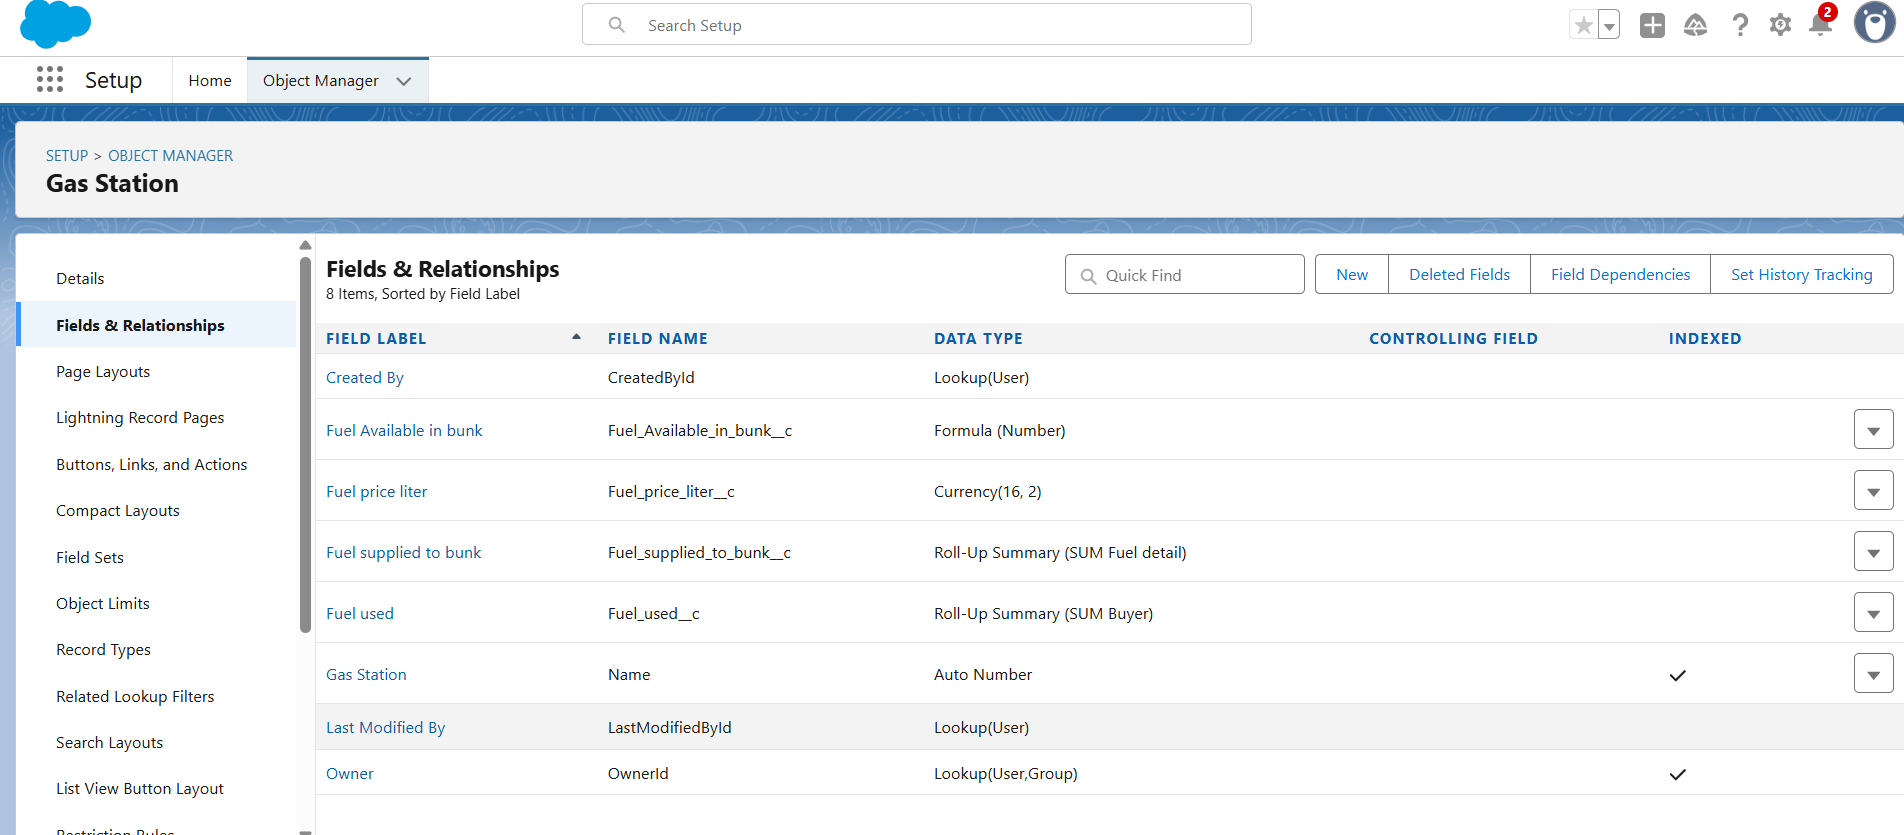 Search Setup
2
Setup
Home
Object Manager
SETUP > OBJECT MANAGER
Gas Station
Details
Fields & Relationships
Page Layouts
Lightning Record Pages
Buttons, Links, and Actions
Compact Layouts
Field Sets
Object Limits
Record Types
Related Lookup Filters
Search Layouts
List View Button Layout
Restriction Rules
Fields & Relationships
8 Items, Sorted by Field Label
Quick Find
New
Deleted Fields
Field Dependencies
Set History Tracking
FIELD LABEL FIELD NAME DATA TYPE CONTROLLING FIELD INDEXED
Created By CreatedById Lookup(User)
Fuel Available in bunk Fuel_Available_in_bunk__c Formula (Number)
Fuel price liter Fuel_price_liter__c Currency(16, 2)
Fuel supplied to bunk Fuel_supplied_to_bunk__c Roll-Up Summary (SUM Fuel detail)
Fuel used Fuel_used__c Roll-Up Summary (SUM Buyer)
Gas Station Name Auto Number
Last Modified By LastModifiedById Lookup(User)
Owner OwnerId Lookup(User,Group)